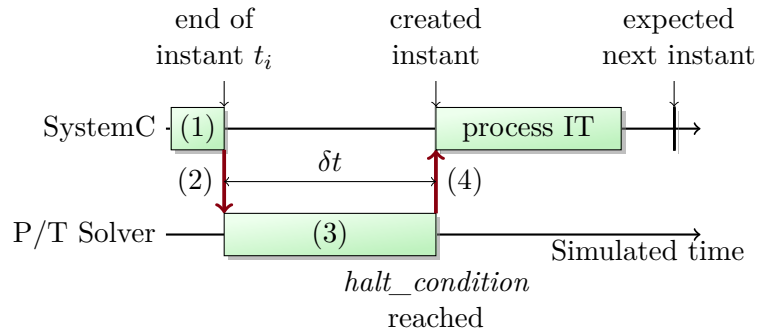 end of
instant t_i
created
instant
expected
next instant
SystemC
(1)
process IT
(2)
δt
(4)
P/T Solver
(3)
Simulated time
halt_condition
reached